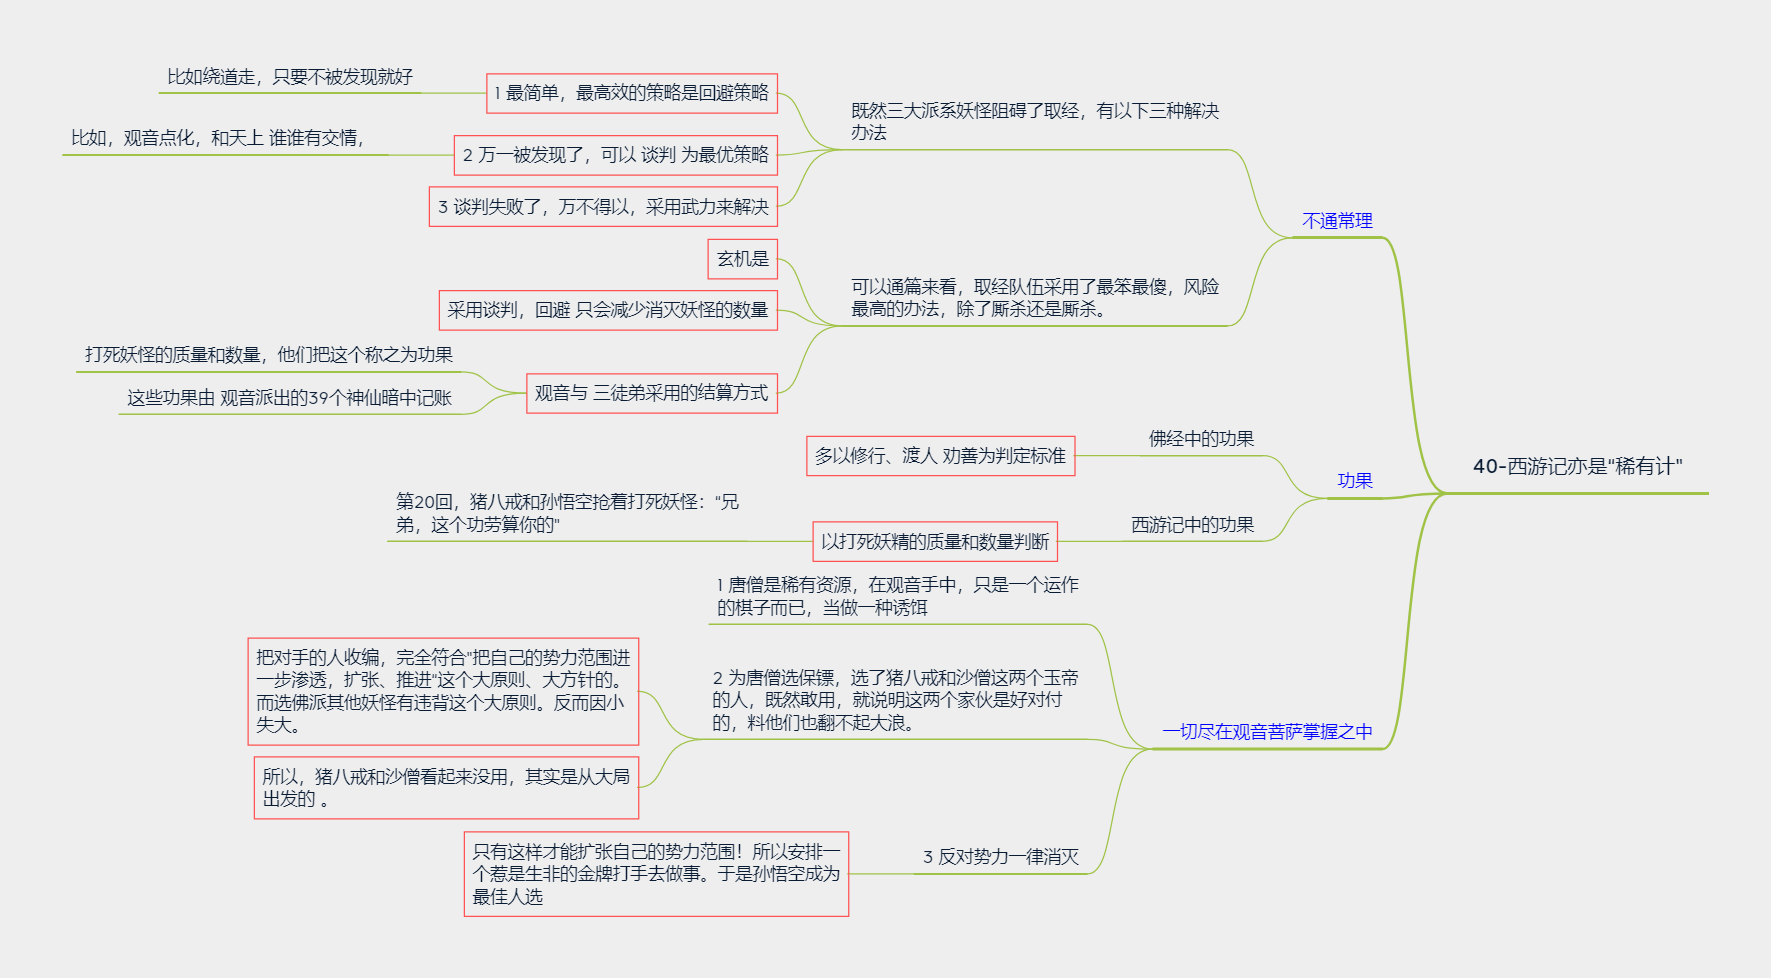 40-西游记亦是"稀有计"
不通常理
既然三大派系妖怪阻碍了取经，有以下三种解决
办法
1 最简单，最高效的策略是回避策略
比如绕道走，只要不被发现就好
2 万一被发现了，可以 谈判 为最优策略
比如，观音点化，和天上 谁谁有交情，
3 谈判失败了，万不得以，采用武力来解决
可以通篇来看，取经队伍采用了最笨最傻，风险
最高的办法，除了厮杀还是厮杀。
玄机是
采用谈判，回避 只会减少消灭妖怪的数量
观音与 三徒弟采用的结算方式
打死妖怪的质量和数量，他们把这个称之为功果
这些功果由 观音派出的39个神仙暗中记账
功果
佛经中的功果
多以修行、渡人 劝善为判定标准
西游记中的功果
以打死妖精的质量和数量判断
第20回，猪八戒和孙悟空抢着打死妖怪："兄
弟，这个功劳算你的"
一切尽在观音菩萨掌握之中
1 唐僧是稀有资源，在观音手中，只是一个运作
的棋子而已，当做一种诱饵
2 为唐僧选保镖，选了猪八戒和沙僧这两个玉帝
的人，既然敢用，就说明这两个家伙是好对付
的，料他们也翻不起大浪。
把对手的人收编，完全符合"把自己的势力范围进
一步渗透，扩张、推进"这个大原则、大方针的。
而选佛派其他妖怪有违背这个大原则。反而因小
失大。
所以，猪八戒和沙僧看起来没用，其实是从大局
出发的 。
3 反对势力一律消灭
只有这样才能扩张自己的势力范围！所以安排一
个惹是生非的金牌打手去做事。于是孙悟空成为
最佳人选